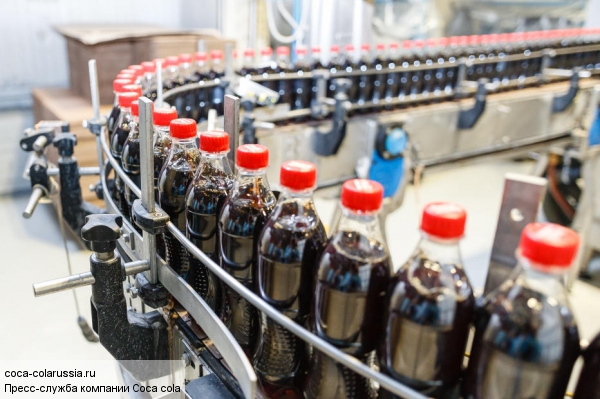 coca-colarussia.ru
Пресс-служба компании Coca cola